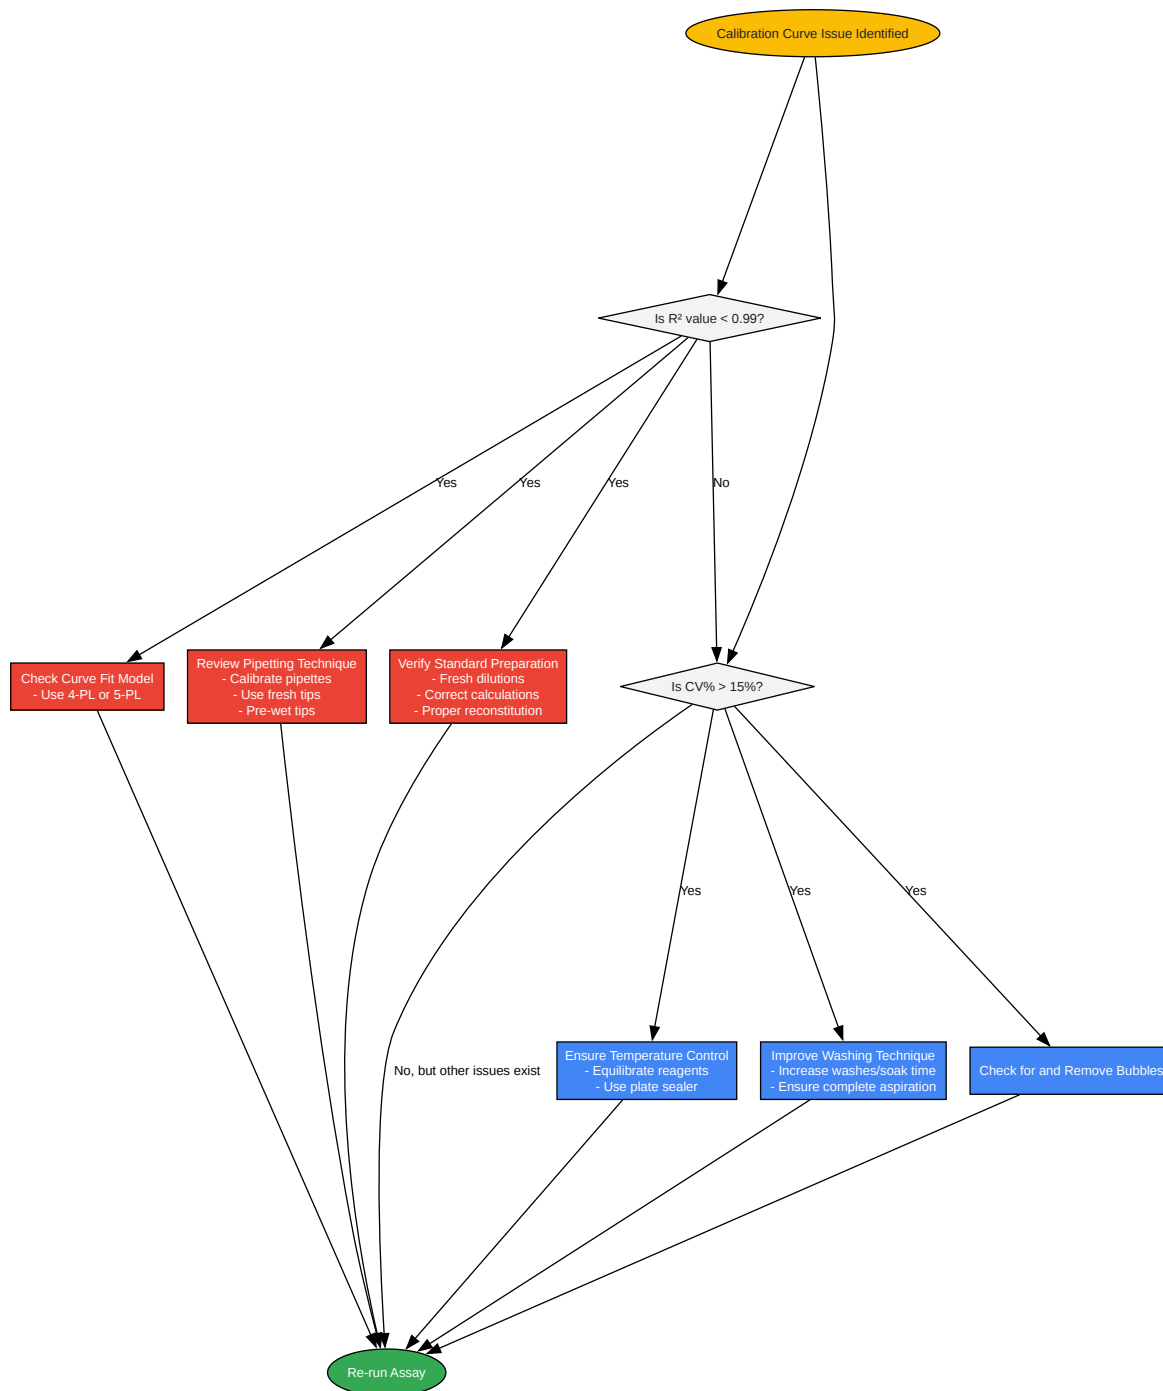 Calibration Curve Issue Identified
Is R² value < 0.99?
Yes
Yes
Yes
No
Check Curve Fit Model
- Use 4-PL or 5-PL
Review Pipetting Technique
- Calibrate pipettes
- Use fresh tips
- Pre-wet tips
Verify Standard Preparation
- Fresh dilutions
- Correct calculations
- Proper reconstitution
Is CV% > 15%?
Yes
Yes
Yes
No, but other issues exist
Ensure Temperature Control
- Equilibrate reagents
- Use plate sealer
Improve Washing Technique
- Increase washes/soak time
- Ensure complete aspiration
Check for and Remove Bubbles
Re-run Assay